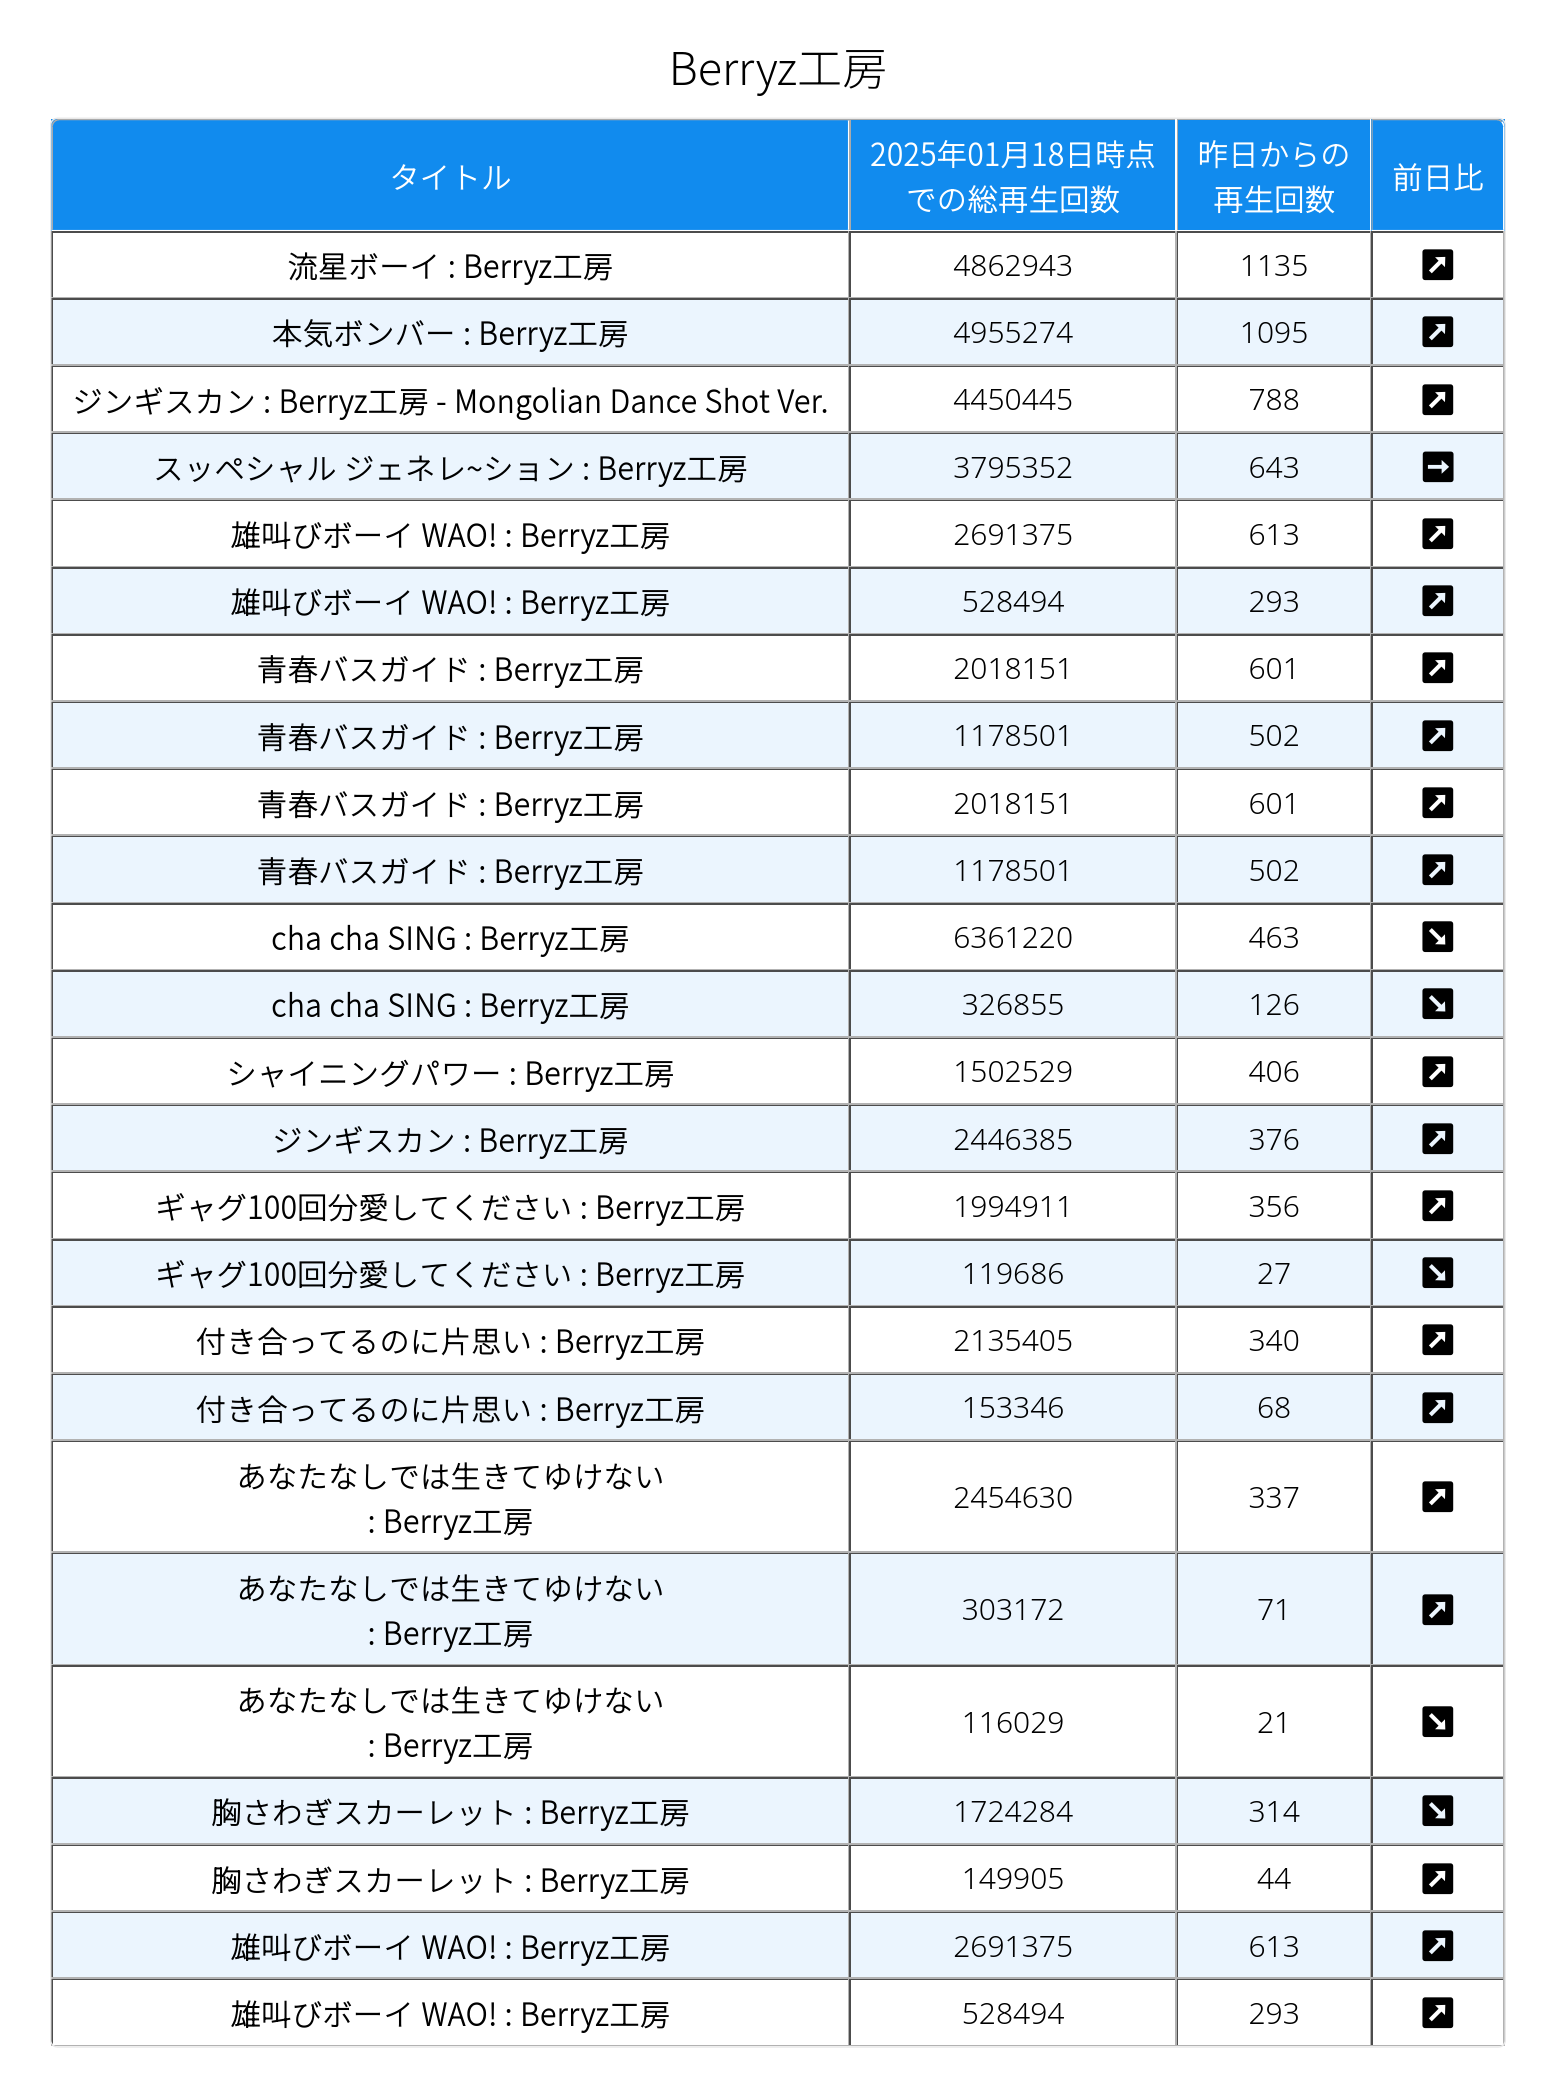 Berryz工房
タイトル 2025年01月18日時点 昨日からの 前日比
での総再生回数 再生回数
流星ボーイ : Berryz工房 4862943 1135
本気ボンバー : Berryz工房 4955274 1095
ジンギスカン : Berryz工房 - Mongolian Dance Shot Ver. 4450445 788
スッペシャル ジェネレ~ション : Berryz工房 3795352 643
雄叫びボーイ WAO! : Berryz工房 2691375 613
雄叫びボーイ WAO! : Berryz工房 528494 293
青春バスガイド : Berryz工房 2018151 601
青春バスガイド : Berryz工房 1178501 502
青春バスガイド : Berryz工房 2018151 601
青春バスガイド : Berryz工房 1178501 502
cha cha SING : Berryz工房 6361220 463
cha cha SING : Berryz工房 326855 126
シャイニングパワー : Berryz工房 1502529 406
ジンギスカン : Berryz工房 2446385 376
ギャグ100回分愛してください : Berryz工房 1994911 356
ギャグ100回分愛してください : Berryz工房 119686 27
付き合ってるのに片思い : Berryz工房 2135405 340
付き合ってるのに片思い : Berryz工房 153346 68
あなたなしでは生きてゆけない
: Berryz工房 2454630 337
あなたなしでは生きてゆけない
: Berryz工房 303172 71
あなたなしでは生きてゆけない
: Berryz工房 116029 21
胸さわぎスカーレット : Berryz工房 1724284 314
胸さわぎスカーレット : Berryz工房 149905 44
雄叫びボーイ WAO! : Berryz工房 2691375 613
雄叫びボーイ WAO! : Berryz工房 528494 293